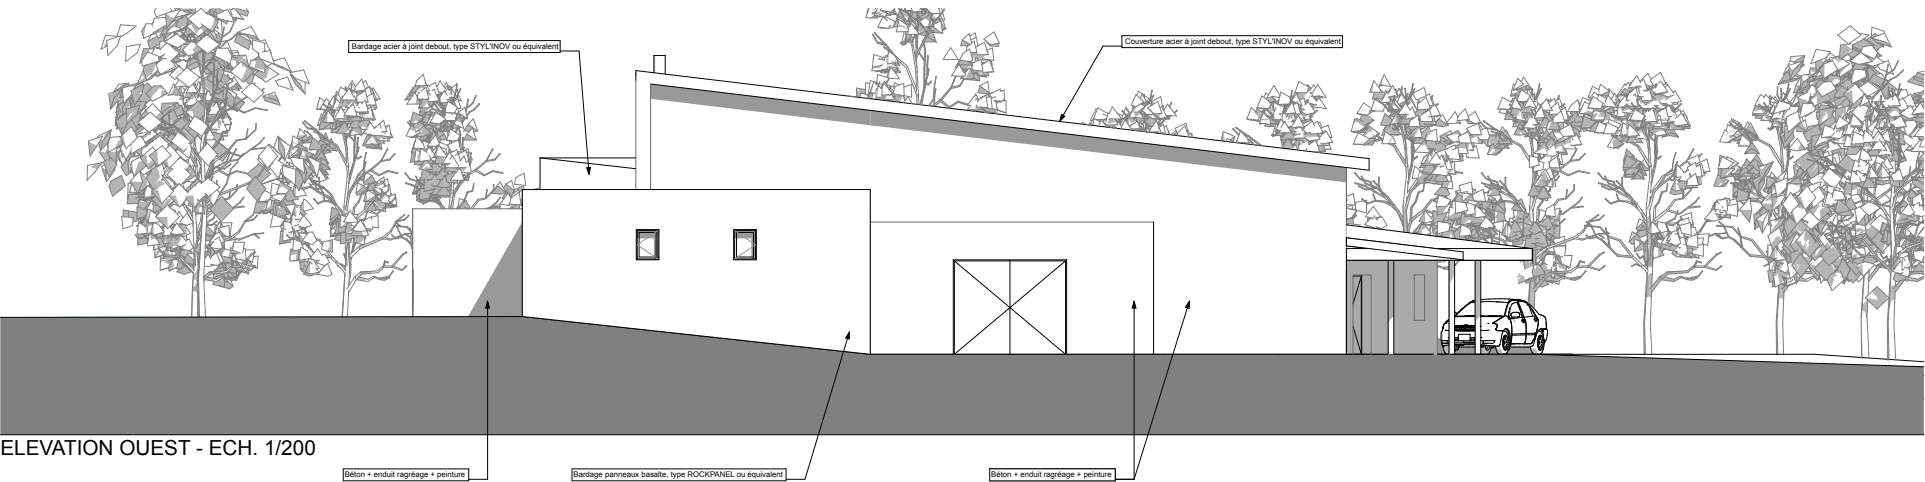 Bardage acier à joint debout, type STYL'INOV ou équivalent
Couverture acier à joint debout, type STYL'INOV ou équivalent
ELEVATION OUEST - ECH. 1/200
Béton + enduit ragréage + peinture
Bardage panneaux basalte, type ROCKPANEL ou équivalent
Béton + enduit ragréage + peinture